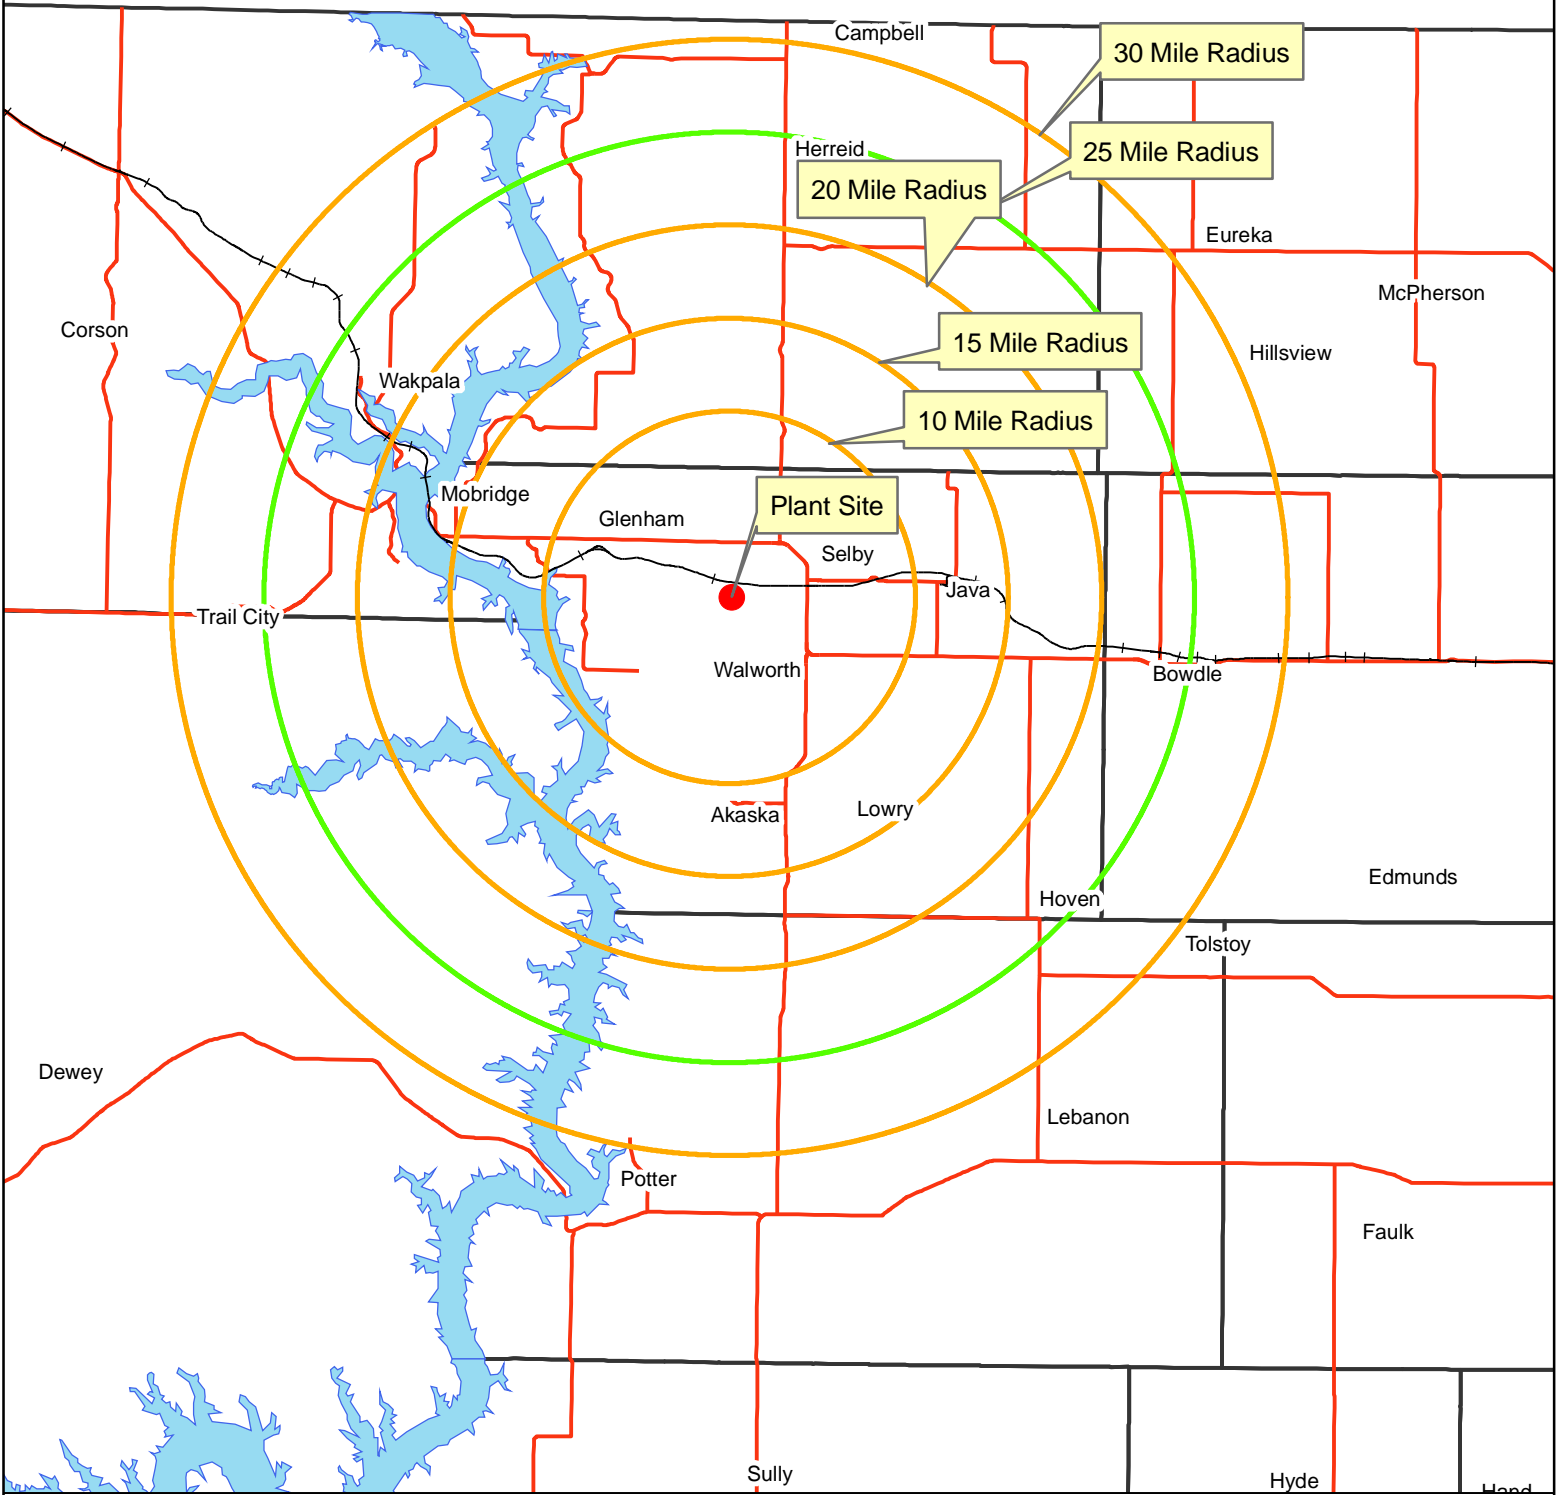 Campbell
30 Mile Radius
Herreid
25 Mile Radius
20 Mile Radius
Eureka
McPherson
Corson
15 Mile Radius
Hillsview
Wakpala
10 Mile Radius
Mobridge
Plant Site
Glenham
Selby
Java
Trail City
Walworth
Bowdle
Akaska
Lowry
Edmunds
Hoven
Tolstoy
Dewey
Lebanon
Potter
Faulk
Sully
Hyde
Hand